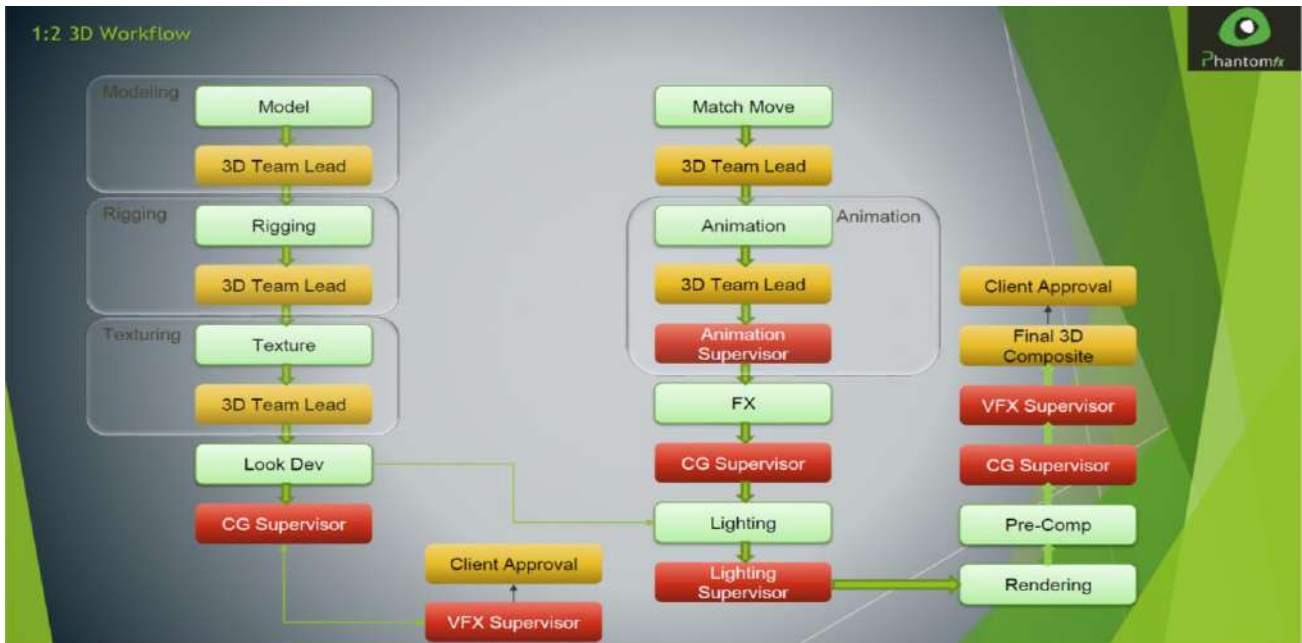 1:2 3D Workflow
Phantomfx
Modeling
Model
3D Team Lead
Rigging
Rigging
3D Team Lead
Texturing
Texture
3D Team Lead
Look Dev
CG Supervisor
Client Approval
VFX Supervisor
Match Move
3D Team Lead
Animation
Animation
3D Team Lead
Animation
Supervisor
FX
CG Supervisor
Lighting
Lighting
Supervisor
Client Approval
Final 3D
Composite
VFX Supervisor
CG Supervisor
Pre-Comp
Rendering